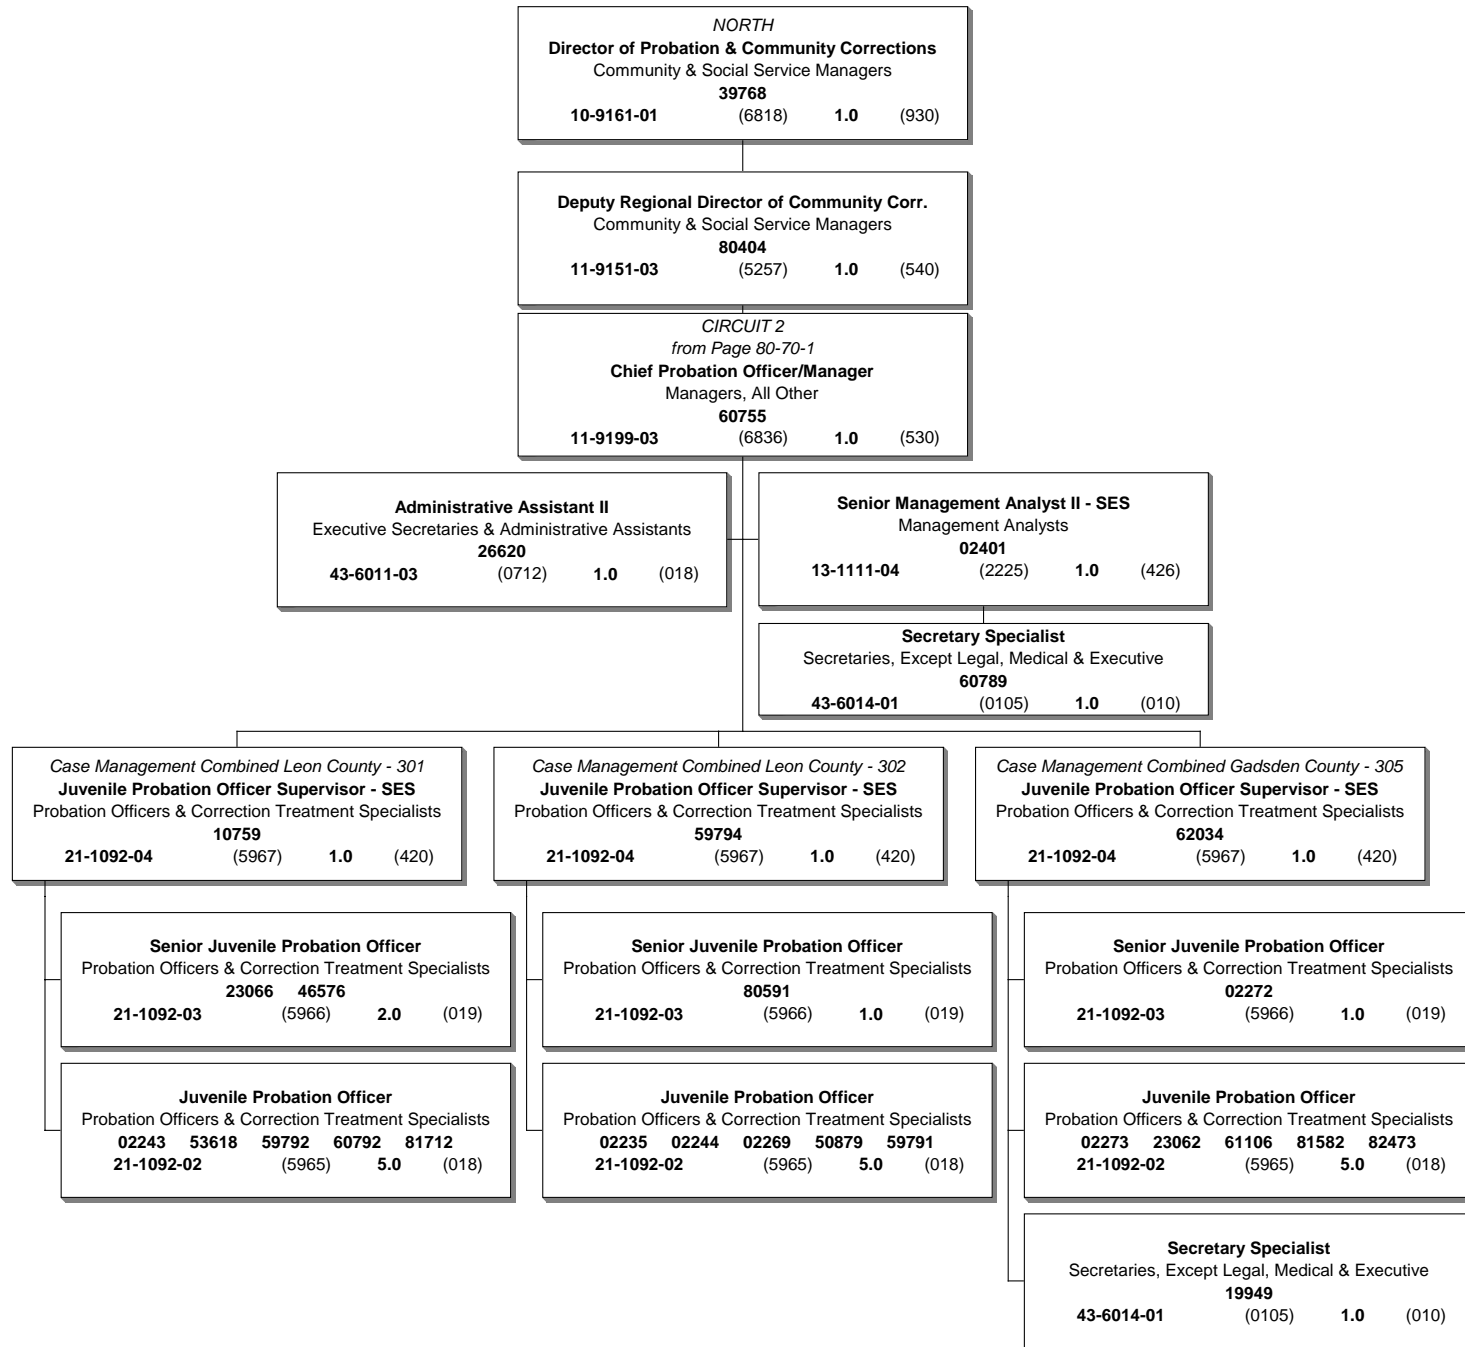 NORTH
Director of Probation & Community Corrections
Community & Social Service Managers
39768
10-9161-01 (6818) 1.0 (930)
Deputy Regional Director of Community Corr.
Community & Social Service Managers
80404
11-9151-03 (5257) 1.0 (540)
CIRCUIT 2
from Page 80-70-1
Chief Probation Officer/Manager
Managers, All Other
60755
11-9199-03 (6836) 1.0 (530)
Administrative Assistant II
Executive Secretaries & Administrative Assistants
26620
43-6011-03 (0712) 1.0 (018)
Senior Management Analyst II - SES
Management Analysts
02401
13-1111-04 (2225) 1.0 (426)
Secretary Specialist
Secretaries, Except Legal, Medical & Executive
60789
43-6014-01 (0105) 1.0 (010)
Case Management Combined Leon County - 301
Juvenile Probation Officer Supervisor - SES
Probation Officers & Correction Treatment Specialists
10759
21-1092-04 (5967) 1.0 (420)
Senior Juvenile Probation Officer
Probation Officers & Correction Treatment Specialists
23066 46576
21-1092-03 (5966) 2.0 (019)
Juvenile Probation Officer
Probation Officers & Correction Treatment Specialists
02243 53618 59792 60792 81712
21-1092-02 (5965) 5.0 (018)
Case Management Combined Leon County - 302
Juvenile Probation Officer Supervisor - SES
Probation Officers & Correction Treatment Specialists
59794
21-1092-04 (5967) 1.0 (420)
Senior Juvenile Probation Officer
Probation Officers & Correction Treatment Specialists
80591
21-1092-03 (5966) 1.0 (019)
Juvenile Probation Officer
Probation Officers & Correction Treatment Specialists
02235 02244 02269 50879 59791
21-1092-02 (5965) 5.0 (018)
Case Management Combined Gadsden County - 305
Juvenile Probation Officer Supervisor - SES
Probation Officers & Correction Treatment Specialists
62034
21-1092-04 (5967) 1.0 (420)
Senior Juvenile Probation Officer
Probation Officers & Correction Treatment Specialists
02272
21-1092-03 (5966) 1.0 (019)
Juvenile Probation Officer
Probation Officers & Correction Treatment Specialists
02273 23062 61106 81582 82473
21-1092-02 (5965) 5.0 (018)
Secretary Specialist
Secretaries, Except Legal, Medical & Executive
19949
43-6014-01 (0105) 1.0 (010)